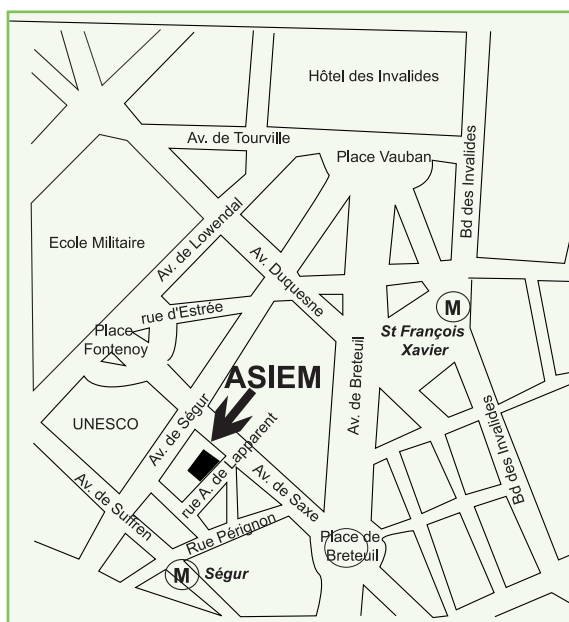 Hôtel des Invalides
Av. de Tourville
Place Vauban
Bd des Invalides
Ecole Militaire
Av. de Lowendal
Av. Duquesne
rue d'Estrée
Place
Fontenoy
M
St François
Xavier
ASIEM
Av. de Breteuil
UNESCO
Av. de Ségur
rue A. de Lapparent
Av. de Saxe
Bd des Invalides
Av. de Suffren
Rue Pérignon
Place de
Breteuil
M
Ségur